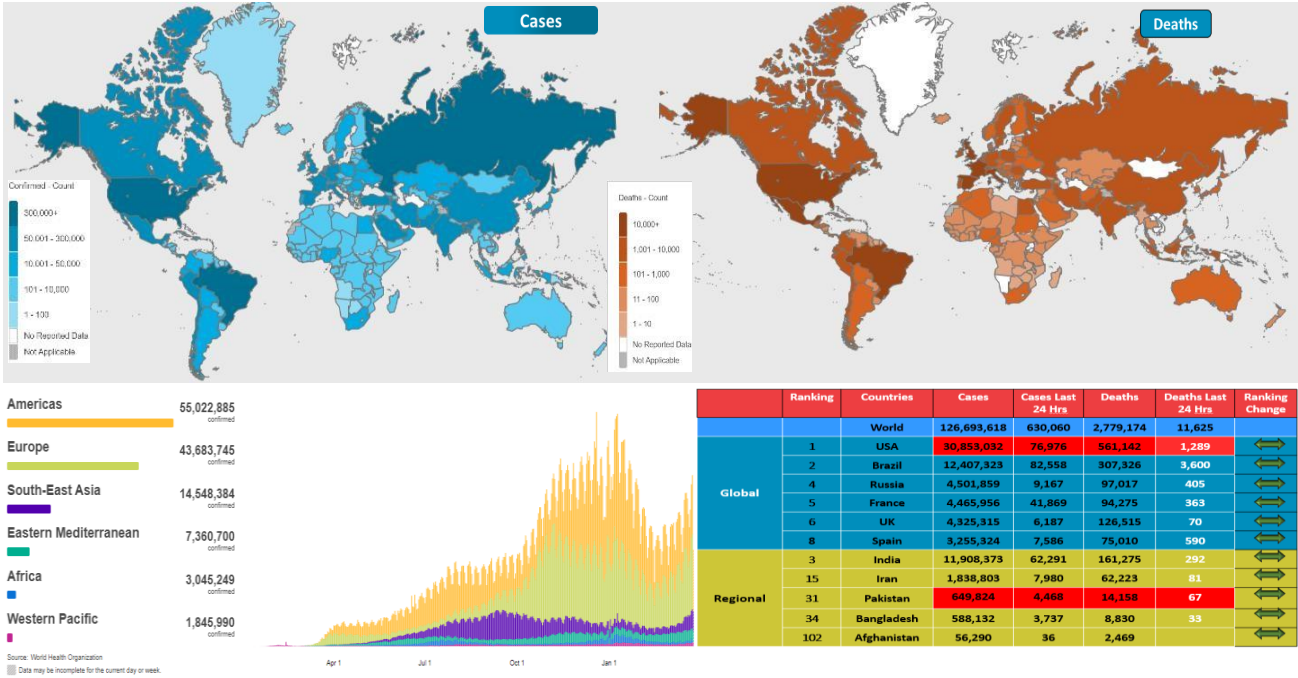 Cases
Deaths
Confirmed - Count
300,000+
50.001 - 300,000
10.001 - 50,000
101 - 10,000
1 - 100
No Reported Data
Not Applicable
Deaths - Count
10,000+
1.001 - 10,000
101 - 1,000
11 - 100
1 - 10
No Reported Data
Not Applicable
Americas 55,022,885
confirmed
Europe 43,683,745
confirmed
South-East Asia 14,548,384
confirmed
Eastern Mediterranean 7,360,700
confirmed
Africa 3,045,249
confirmed
Western Pacific 1,845,990
confirmed
Source: World Health Organization
Data may be incomplete for the current day or week.
Apr 1 Jul 1 Oct 1 Jan 1
Ranking Countries Cases Cases Last 24 Hrs Deaths Deaths Last 24 Hrs Ranking Change
World 126,693,618 630,060 2,779,174 11,625
Global
1 USA 30,853,032 76,976 561,142 1,289
2 Brazil 12,407,323 82,558 307,326 3,600
4 Russia 4,501,859 9,167 97,017 405
5 France 4,465,956 41,869 94,275 363
6 UK 4,325,315 6,187 126,515 70
8 Spain 3,255,324 7,586 75,010 590
Regional
3 India 11,908,373 62,291 161,275 292
15 Iran 1,838,803 7,980 62,223 81
31 Pakistan 649,824 4,468 14,158 67
34 Bangladesh 588,132 3,737 8,830 33
102 Afghanistan 56,290 36 2,469